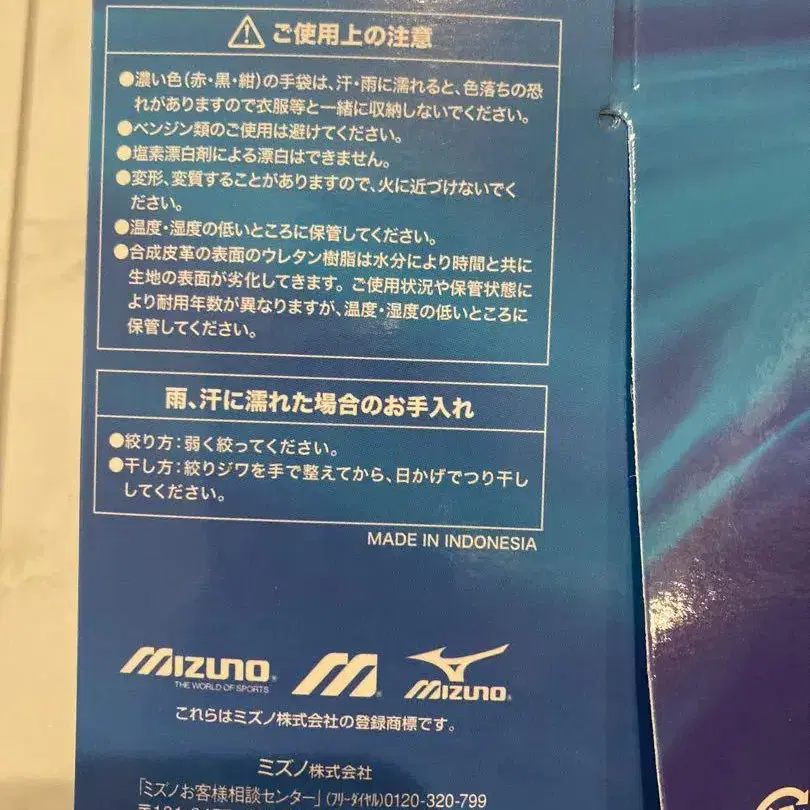 ご使用上の注意
●濃い色(赤・黒・紺)の手袋は、汗・雨に濡れると、色落ちの恐
れがありますので衣服等と一緒に収納しないでください。
●ベンジン類のご使用は避けてください。
●塩素漂白剤による漂白はできません。
●変形、変質することがありますので、火に近づけないでく
ださい。
●温度・湿度の低いところに保管してください。
●合成皮革の表面のウレタン樹脂は水分により時間と共に
生地の表面が劣化してきます。ご使用状況や保管状態に
より耐用年数が異なりますが、温度・湿度の低いところに
保管してください。
雨、汗に濡れた場合のお手入れ
●絞り方:弱く絞ってください。
●干し方:絞りジワを手で整えてから、日かげでつり干し
してください。
MADE IN INDONESIA
MIZUNO®
THE WORLD OF SPORTS
MIZUNO®
これらはミズノ株式会社の登録商標です。
ミズノ株式会社
「ミズノお客様相談センター」(フリーダイヤル)0120-320-799